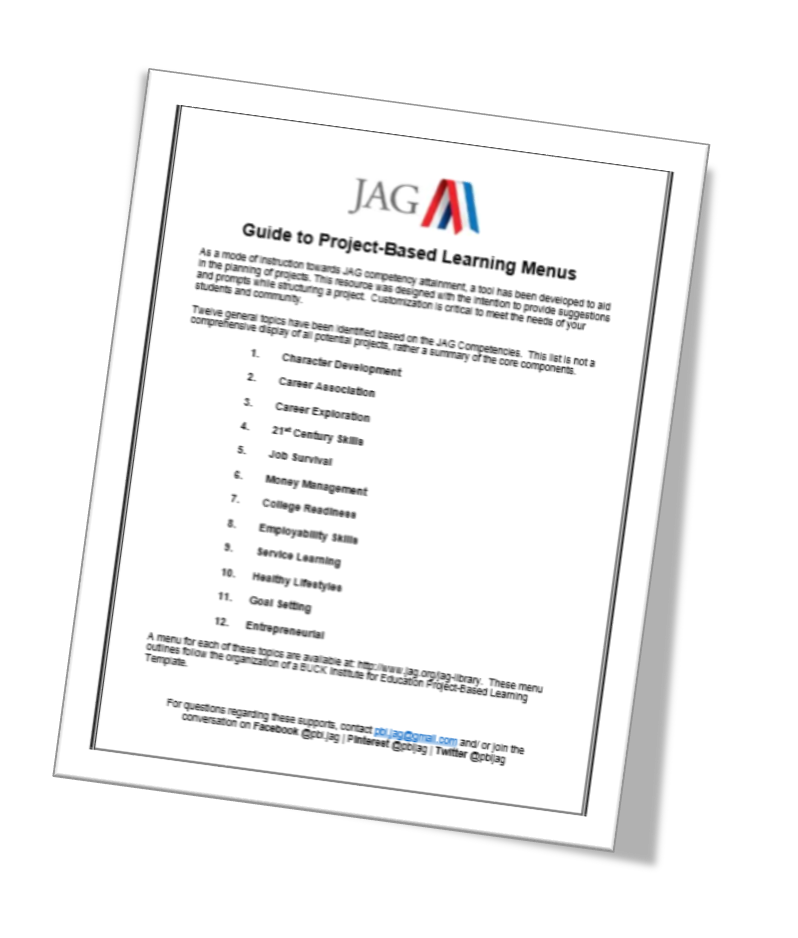 JAG
Guide to Project-Based Learning Menus
As a mode of instruction towards JAG competency attainment, a tool has been developed to aid
in the planning of projects. This resource was designed with the intention to provide suggestions
and prompts while structuring a project. Customization is critical to meet the needs of your
students and community.
Twelve general topics have been identified based on the JAG Competencies. This list is not a
comprehensive display of all potential projects, rather a summary of the core components.
1. Character Development
2. Career Association
3. Career Exploration
4. 21st Century Skills
5. Job Survival
6. Money Management
7. College Readiness
8. Employability Skills
9. Service Learning
10. Healthy Lifestyles
11. Goal Setting
12. Entrepreneurial
A menu for each of these topics are available at: http://www.jag.org/jag-library. These menu
outlines follow the organization of a BUCK Institute for Education Project-Based Learning
Template.
For questions regarding these supports, contact pbl.jag@gmail.com and/ or join the
conversation on Facebook @pbl.jag | Pinterest @pbljag | Twitter @pbljag